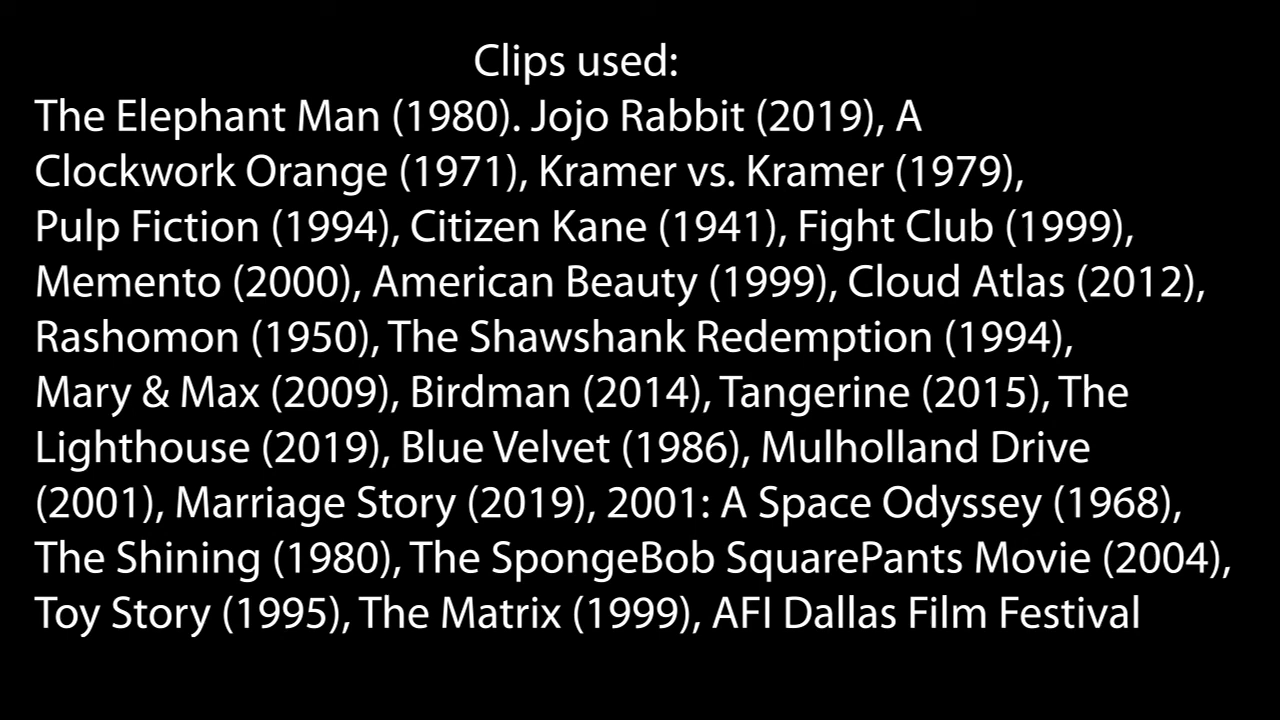 Clips used:
The Elephant Man (1980). Jojo Rabbit (2019), A
Clockwork Orange (1971), Kramer vs. Kramer (1979),
Pulp Fiction (1994), Citizen Kane (1941), Fight Club (1999),
Memento (2000), American Beauty (1999), Cloud Atlas (2012),
Rashomon (1950), The Shawshank Redemption (1994),
Mary & Max (2009), Birdman (2014), Tangerine (2015), The
Lighthouse (2019), Blue Velvet (1986), Mulholland Drive
(2001), Marriage Story (2019), 2001: A Space Odyssey (1968),
The Shining (1980), The SpongeBob SquarePants Movie (2004),
Toy Story (1995), The Matrix (1999), AFI Dallas Film Festival